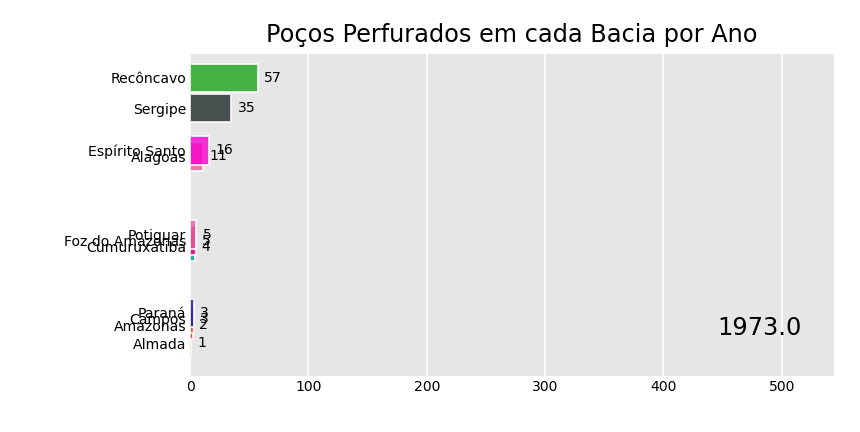 Poços Perfurados em cada Bacia por Ano
Recôncavo 57
Sergipe 35
Espírito Santo 16
Alagoas 11
Potiguar 5
Foz do Amazonas 5
Cumuruxatiba 4
Paraná 3
Campos 3
Amazonas 2
Almada 1
1973.0
0 100 200 300 400 500